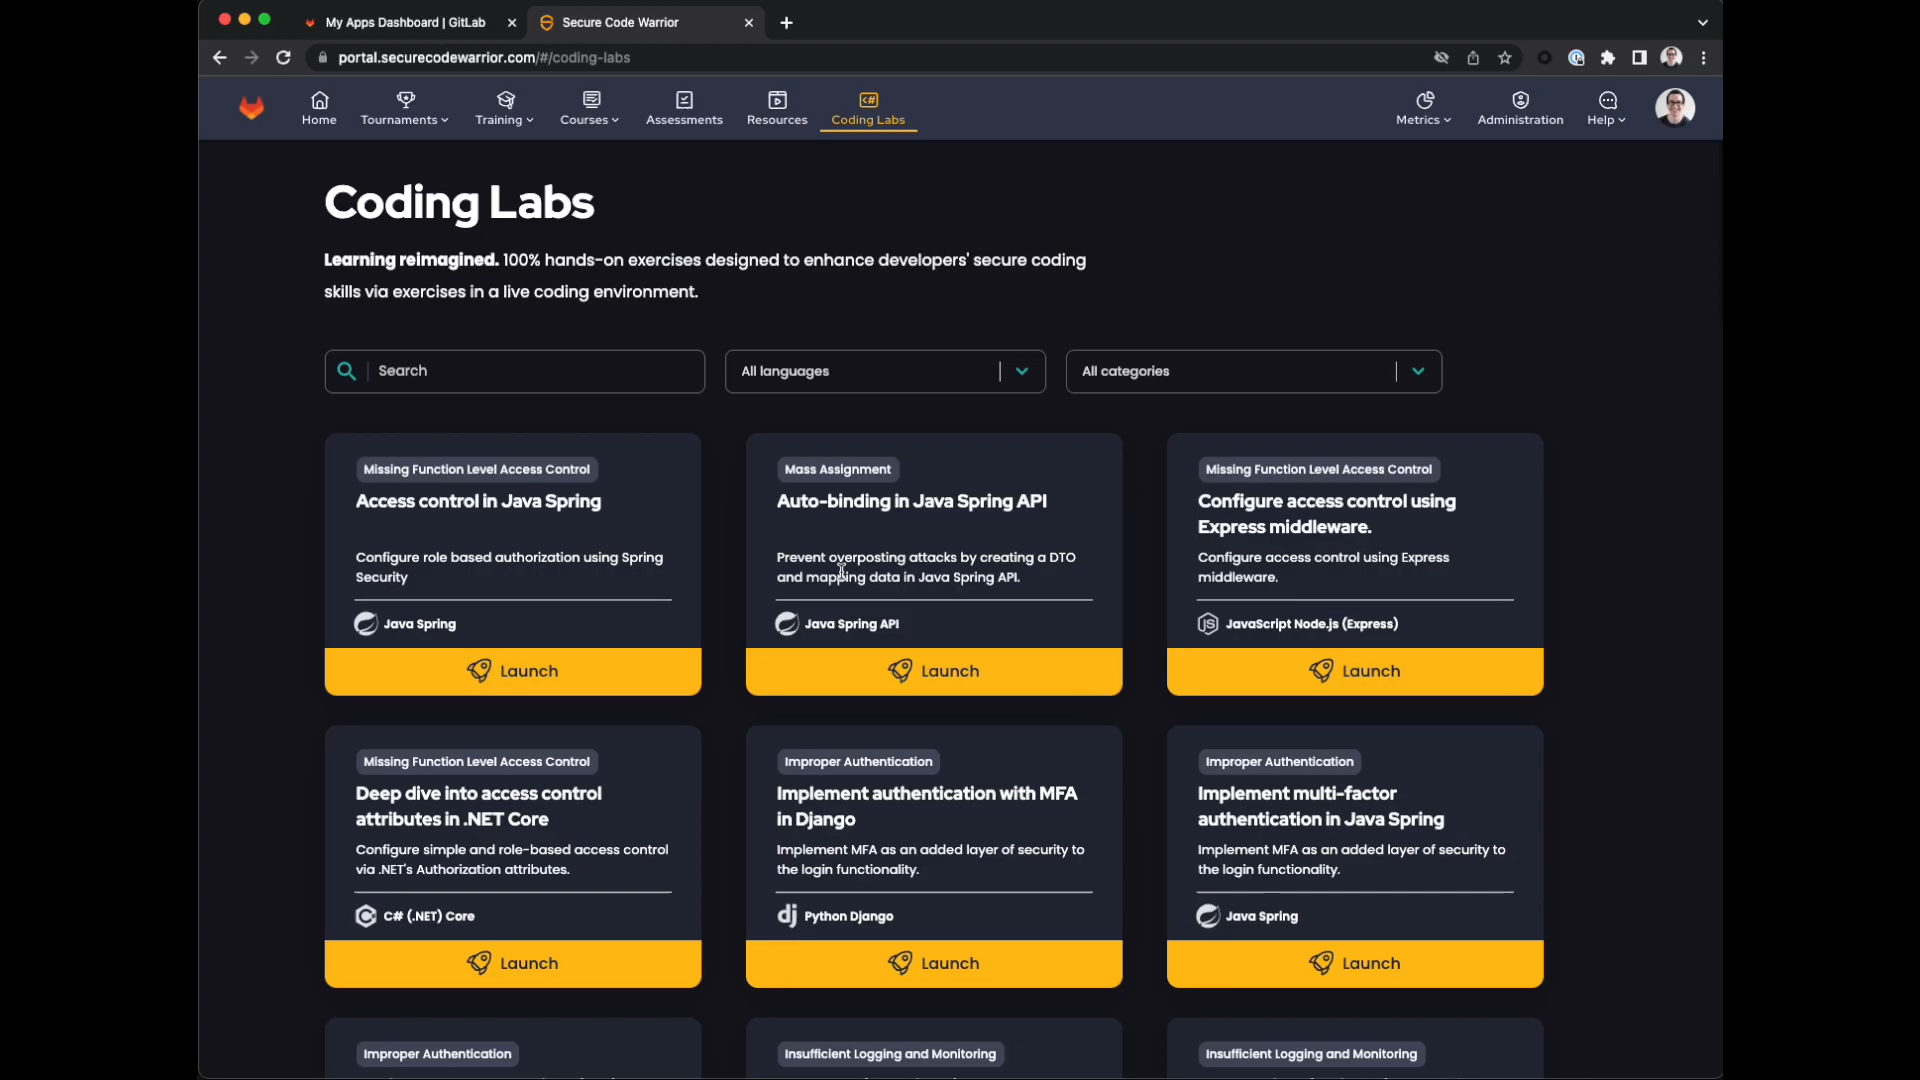 My Apps Dashboard | GitLab
Secure Code Warrior
portal.securecodewarrior.com/#/coding-labs
Home
Tournaments
Training
Courses
Assessments
Resources
Coding Labs
Metrics
Administration
Help
Coding Labs
Learning reimagined. 100% hands-on exercises designed to enhance developers' secure coding
skills via exercises in a live coding environment.
Search
All languages
All categories
Missing Function Level Access Control
Access control in Java Spring
Configure role based authorization using Spring
Security
Java Spring
Launch
Mass Assignment
Auto-binding in Java Spring API
Prevent overposting attacks by creating a DTO
and mapping data in Java Spring API.
Java Spring API
Launch
Missing Function Level Access Control
Configure access control using
Express middleware.
Configure access control using Express
middleware.
JS JavaScript Node.js (Express)
Launch
Missing Function Level Access Control
Deep dive into access control
attributes in .NET Core
Configure simple and role-based access control
via .NET's Authorization attributes.
C# (.NET) Core
Launch
Improper Authentication
Implement authentication with MFA
in Django
Implement MFA as an added layer of security to
the login functionality.
dj Python Django
Launch
Improper Authentication
Implement multi-factor
authentication in Java Spring
Implement MFA as an added layer of security to
the login functionality.
Java Spring
Launch
Improper Authentication
Insufficient Logging and Monitoring
Insufficient Logging and Monitoring